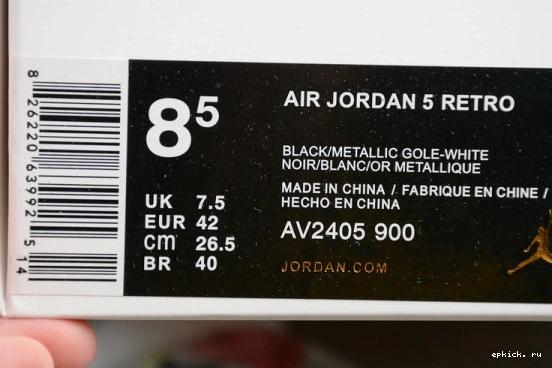 8 26220 63992 5 14
8 5
AIR JORDAN 5 RETRO
BLACK/METALLIC GOLE-WHITE
NOIR/BLANC/OR METALLIQUE
MADE IN CHINA / FABRIQUE EN CHINE /
HECHO EN CHINA
UK 7.5
EUR 42
CM 26.5
BR 40
AV2405 900
JORDAN.COM
epkick.ru